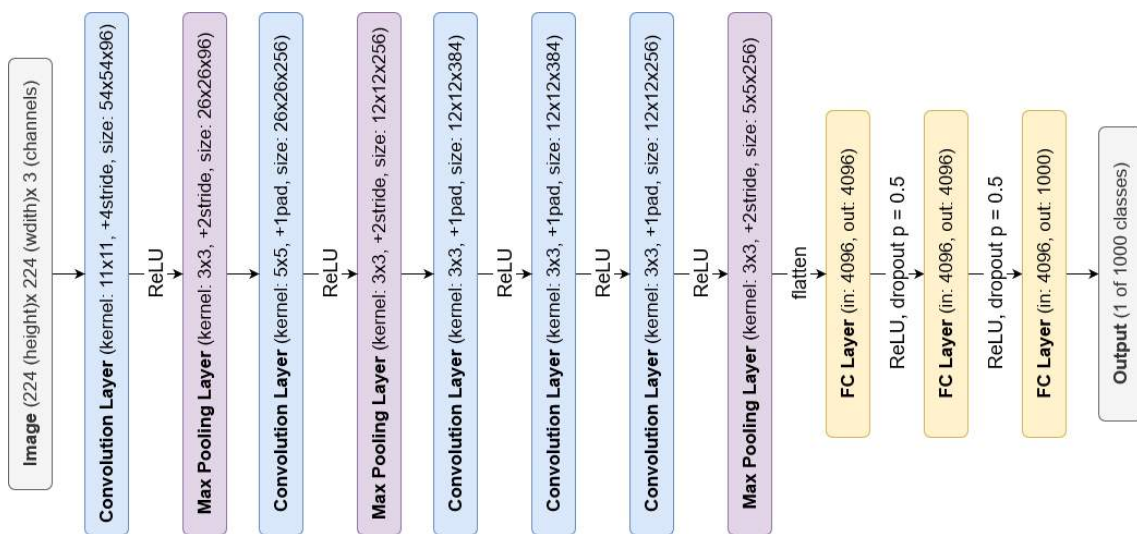 Image (224 (height)x 224 (wdith)x 3 (channels)
Convolution Layer (kernel: 11x11, +4stride, size: 54x54x96)
ReLU
Max Pooling Layer (kernel: 3x3, +2stride, size: 26x26x96)
Convolution Layer (kernel: 5x5, +1pad, size: 26x26x256)
ReLU
Max Pooling Layer (kernel: 3x3, +2stride, size: 12x12x256)
Convolution Layer (kernel: 3x3, +1pad, size: 12x12x384)
ReLU
Convolution Layer (kernel: 3x3, +1pad, size: 12x12x384)
ReLU
Convolution Layer (kernel: 3x3, +1pad, size: 12x12x256)
ReLU
Max Pooling Layer (kernel: 3x3, +2stride, size: 5x5x256)
flatten
FC Layer (in: 4096, out: 4096)
ReLU, dropout p = 0.5
FC Layer (in: 4096, out: 4096)
ReLU, dropout p = 0.5
FC Layer (in: 4096, out: 1000)
Output (1 of 1000 classes)